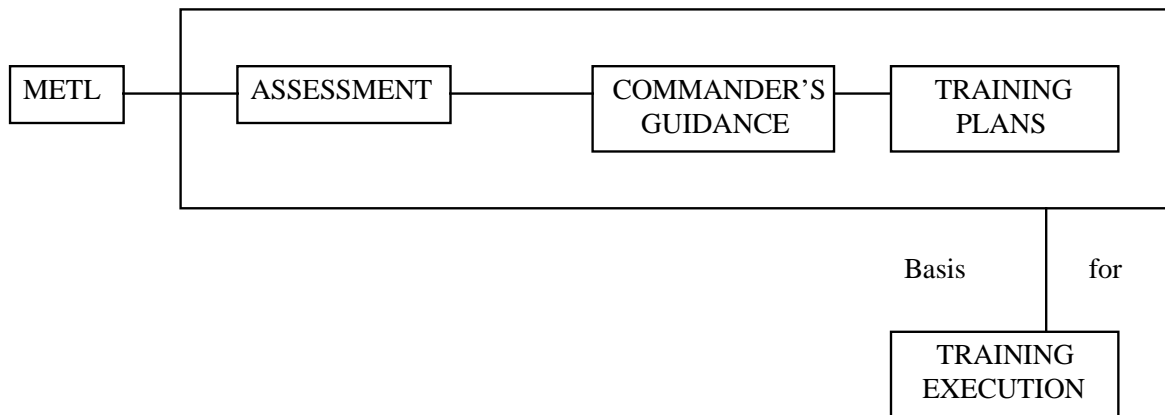 METL
ASSESSMENT
COMMANDER'S
GUIDANCE
TRAINING
PLANS
Basis for
TRAINING
EXECUTION